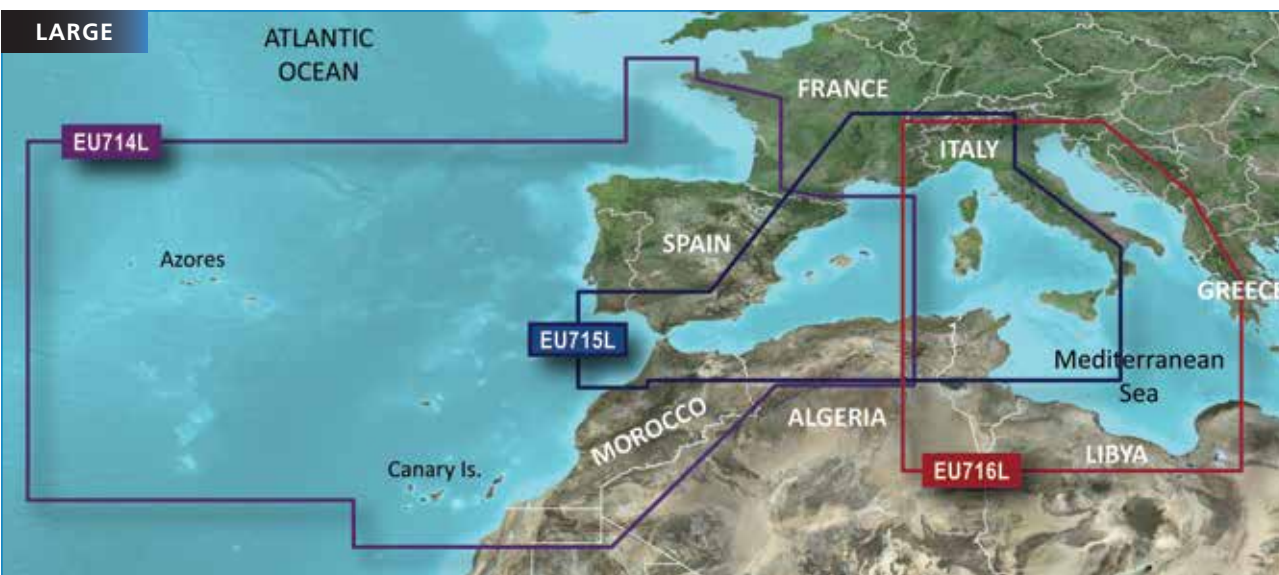 LARGE
ATLANTIC
OCEAN
FRANCE
EU714L
ITALY
SPAIN
Azores
GREECE
EU715L
Mediterranean
Sea
MOROCCO
ALGERIA
Canary Is.
EU716L
LIBYA